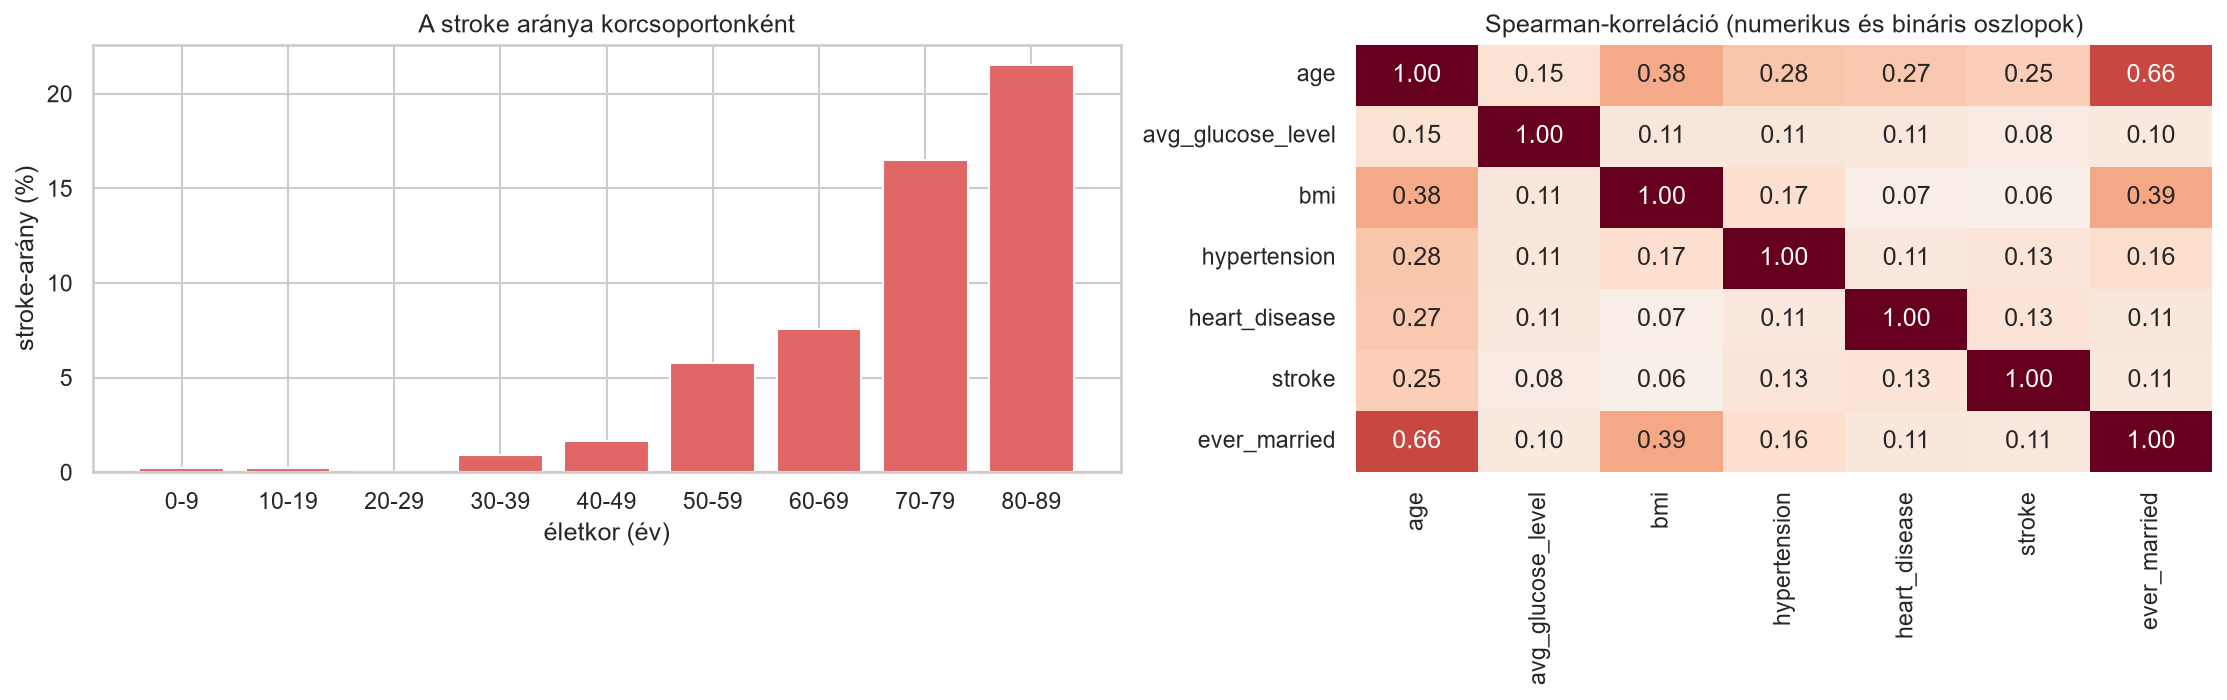 A stroke aránya korcsoportonként
stroke-arány (%)
20
15
10
5
0
0-9 10-19 20-29 30-39 40-49 50-59 60-69 70-79 80-89
életkor (év)
Spearman-korreláció (numerikus és bináris oszlopok)
age 1.00 0.15 0.38 0.28 0.27 0.25 0.66
avg_glucose_level 0.15 1.00 0.11 0.11 0.11 0.08 0.10
bmi 0.38 0.11 1.00 0.17 0.07 0.06 0.39
hypertension 0.28 0.11 0.17 1.00 0.11 0.13 0.16
heart_disease 0.27 0.11 0.07 0.11 1.00 0.13 0.11
stroke 0.25 0.08 0.06 0.13 0.13 1.00 0.11
ever_married 0.66 0.10 0.39 0.16 0.11 0.11 1.00
age avg_glucose_level bmi hypertension heart_disease stroke ever_married